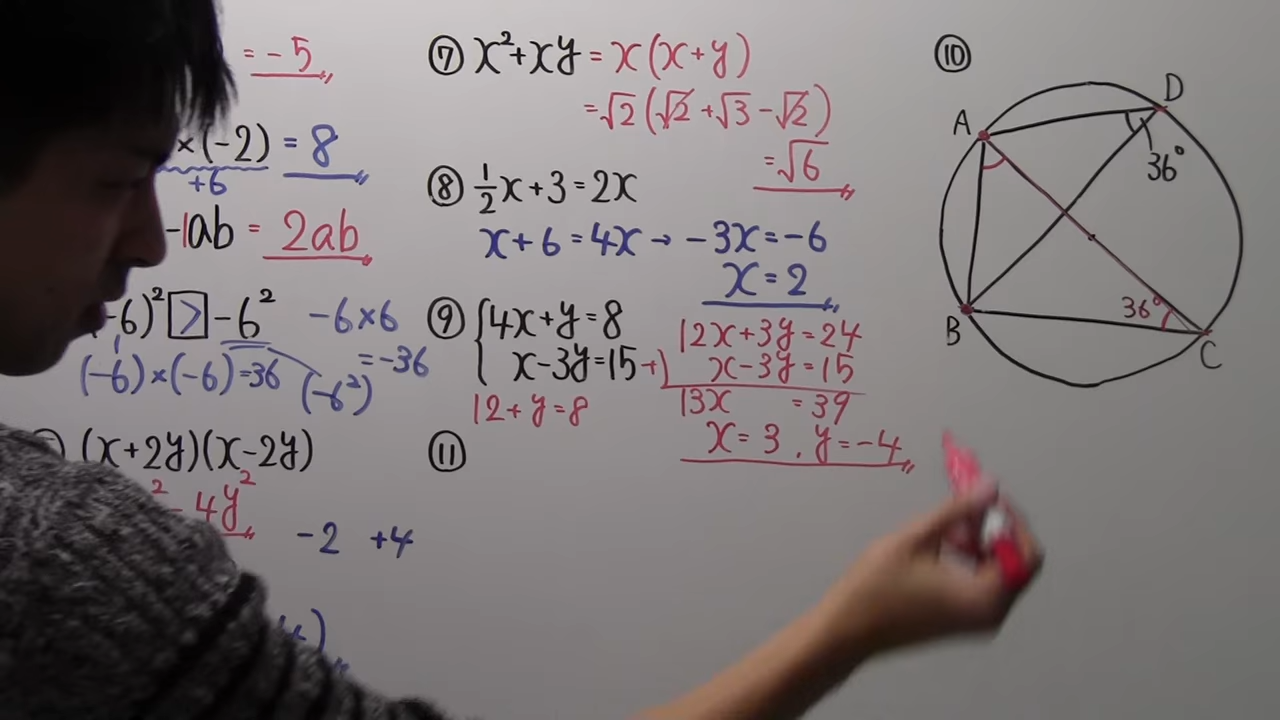 = -5
×(-2) = 8
+6
-1ab = 2ab
(-6)² > -6² -6×6
(-6)×(-6)=36 (-6²) = -36
(x+2y)(x-2y)
² - 4y²
-2 +4
⑦ x²+xy = x(x+y)
= √2(√2+√3-√2)
= √6
⑧ 1/2x+3=2x
x+6=4x → -3x=-6
x=2
⑨ { 4x+y=8
x-3y=15
12+y=8
12x+3y=24
+) x-3y=15
13x =39
x=3, y=-4
⑩
A
D
36°
B
36°
C
⑪